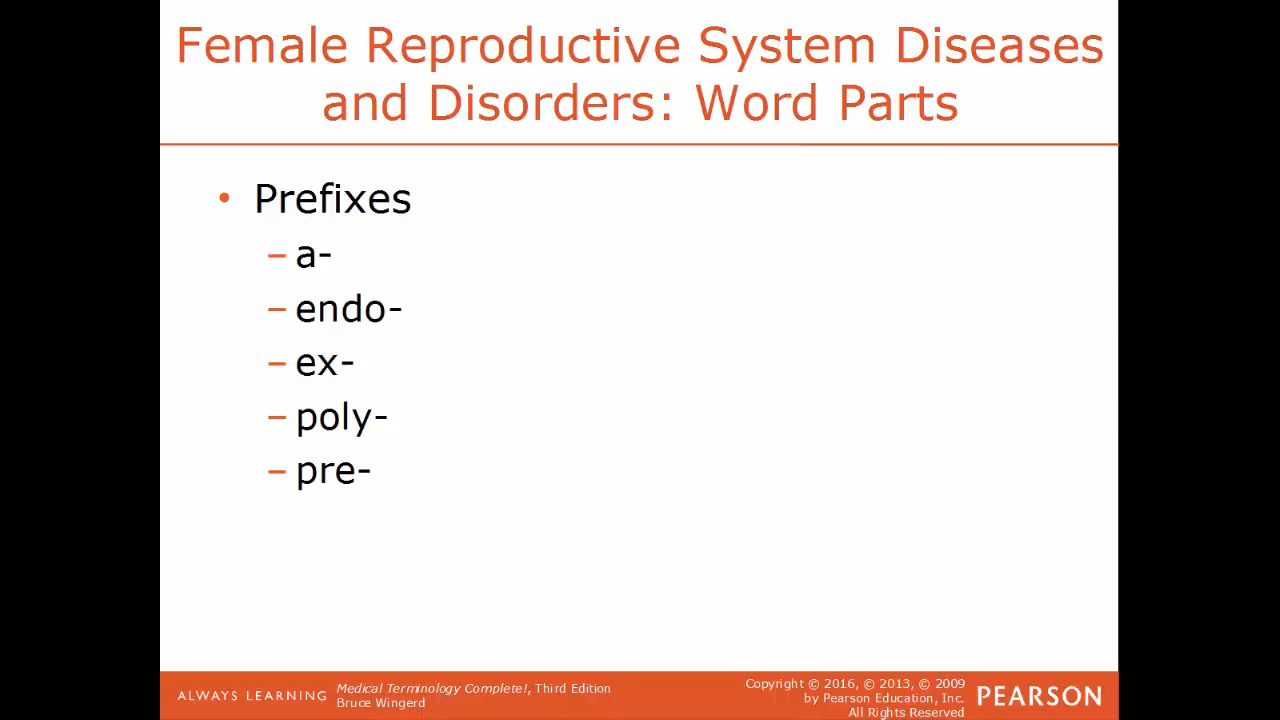 Female Reproductive System Diseases
and Disorders: Word Parts
• Prefixes
– a-
– endo-
– ex-
– poly-
– pre-
ALWAYS LEARNING
Medical Terminology Complete!, Third Edition
Bruce Wingerd
Copyright © 2016, © 2013, © 2009
by Pearson Education, Inc.
All Rights Reserved
PEARSON